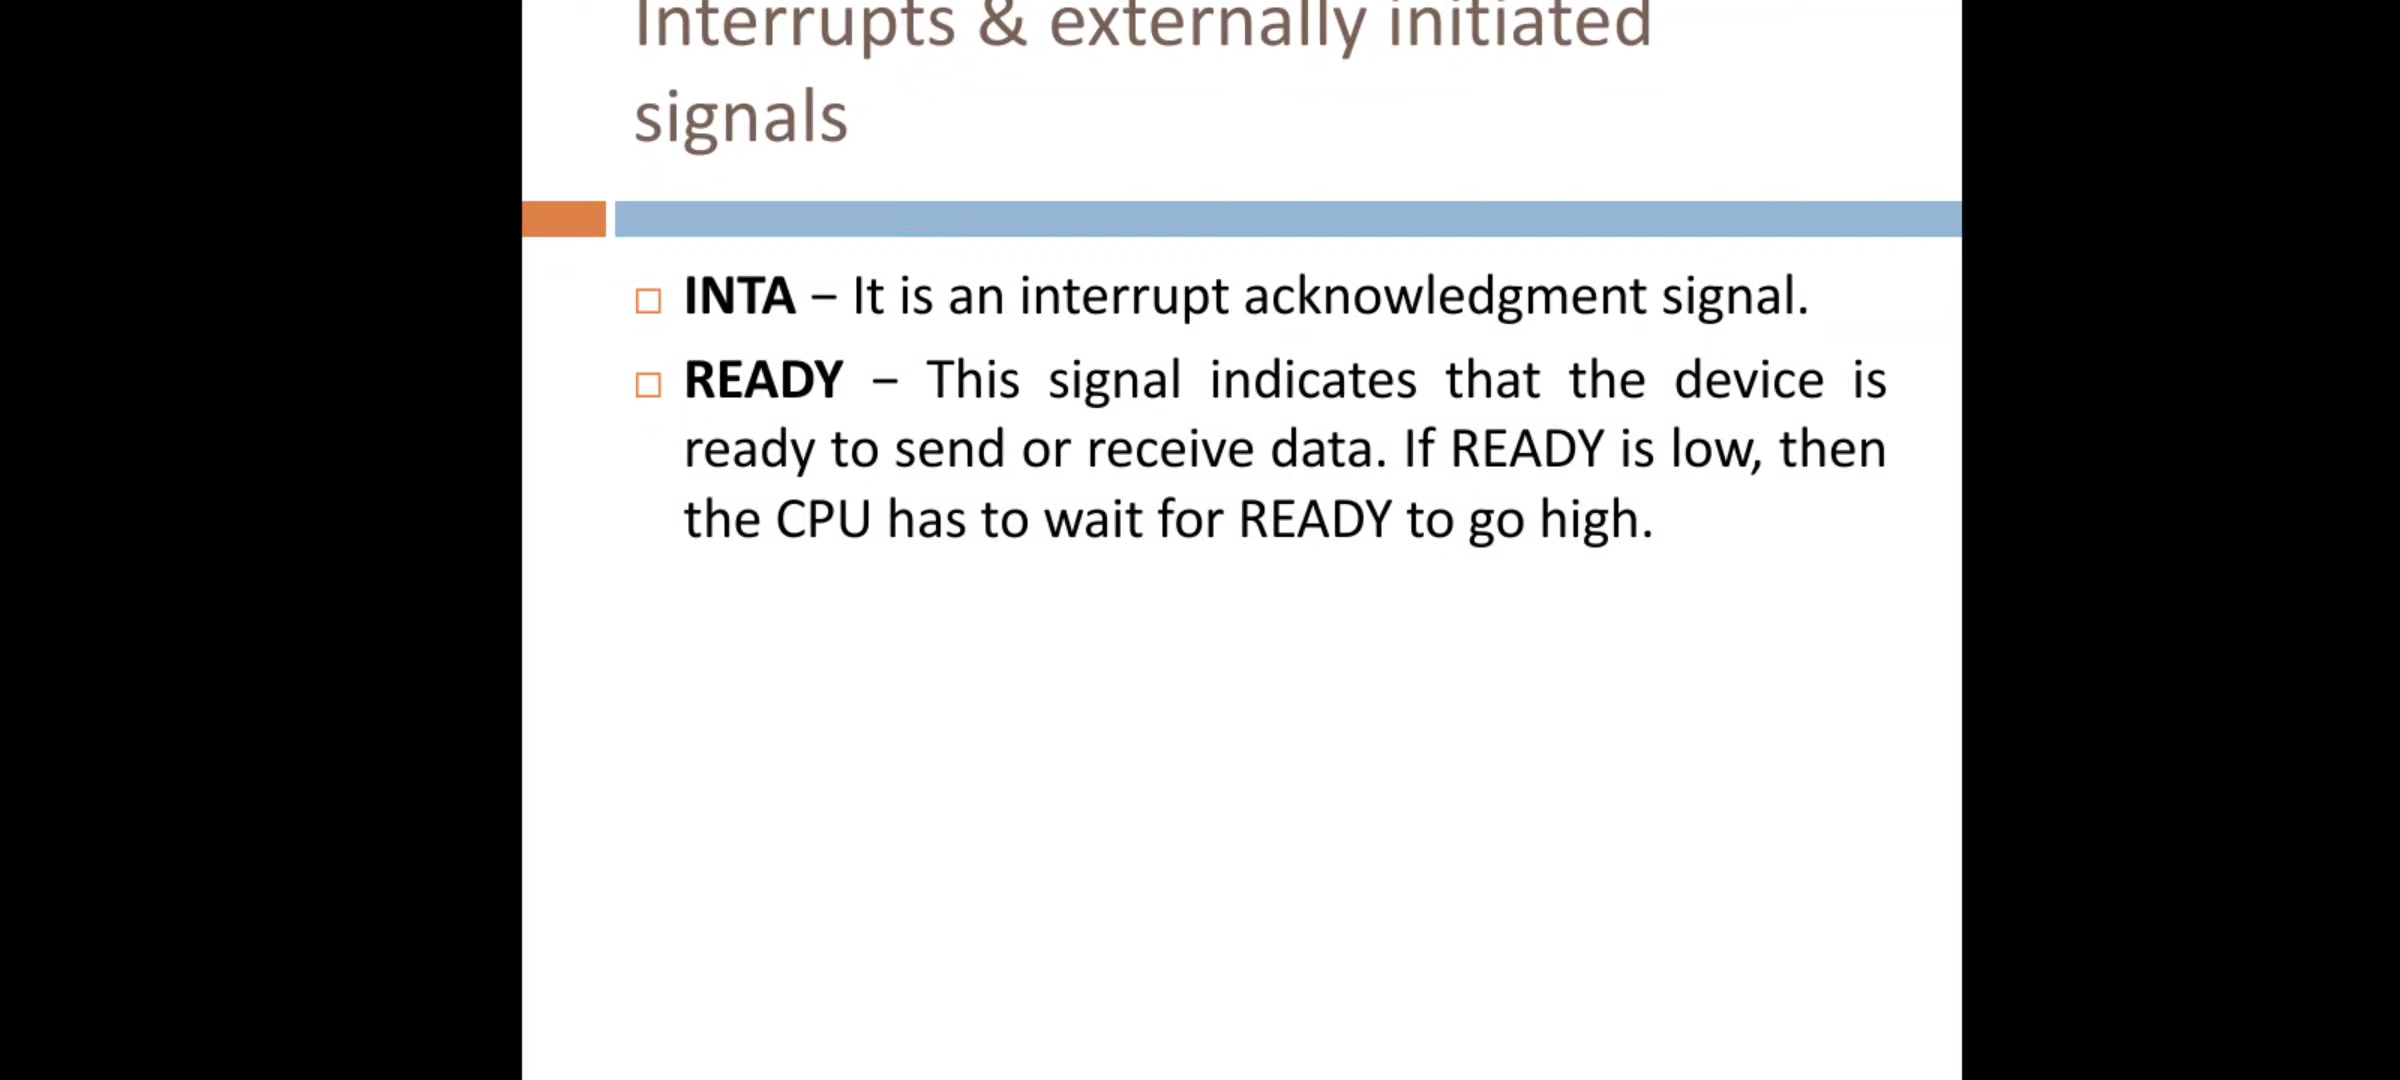 Interrupts & externally initiated
signals
INTA – It is an interrupt acknowledgment signal.
READY – This signal indicates that the device is
ready to send or receive data. If READY is low, then
the CPU has to wait for READY to go high.